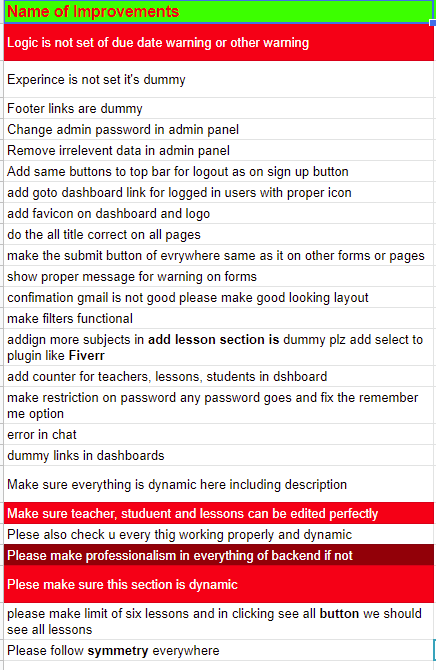 Name of Improvements
Logic is not set of due date warning or other warning
Experince is not set it's dummy
Footer links are dummy
Change admin password in admin panel
Remove irrelevent data in admin panel
Add same buttons to top bar for logout as on sign up button
add goto dashboard link for logged in users with proper icon
add favicon on dashboard and logo
do the all title correct on all pages
make the submit button of evrywhere same as it on other forms or pages
show proper message for warning on forms
confimation gmail is not good please make good looking layout
make filters functional
addign more subjects in add lesson section is dummy plz add select to
plugin like Fiverr
add counter for teachers, lessons, students in dshboard
make restriction on password any password goes and fix the remember
me option
error in chat
dummy links in dashboards
Make sure everything is dynamic here including description
Make sure teacher, studuent and lessons can be edited perfectly
Plese also check u every thig working properly and dynamic
Please make professionalism in everything of backend if not
Plese make sure this section is dynamic
please make limit of six lessons and in clicking see all button we should
see all lessons
Please follow symmetry everywhere